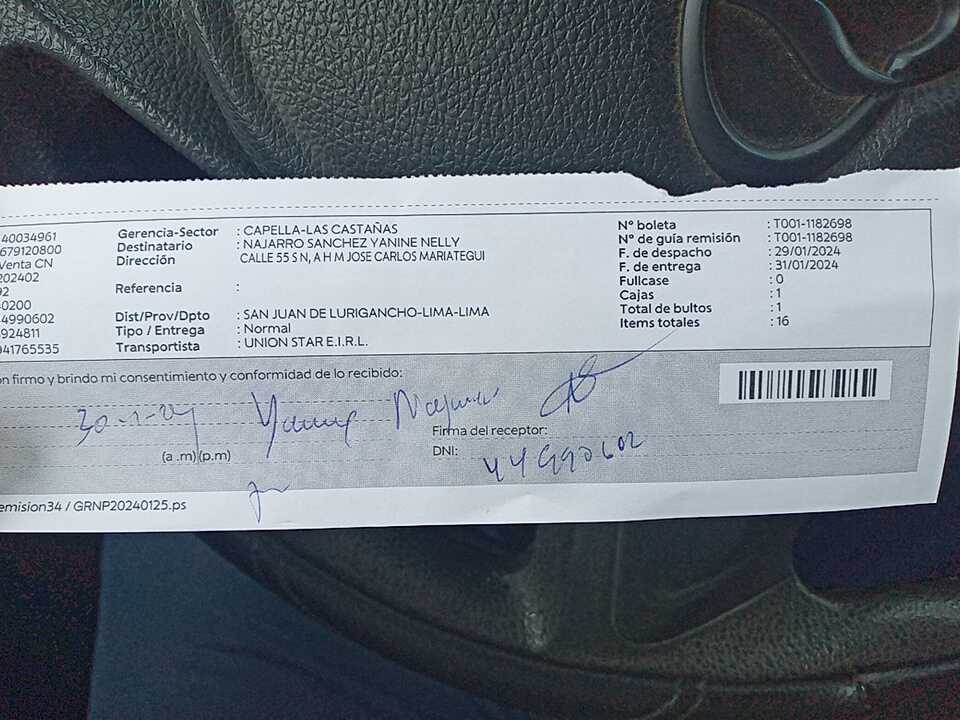 40034961
679120800
Venta CN
202402
92
0200
4990602
924811
941765535
Gerencia-Sector : CAPELLA-LAS CASTAÑAS
Destinatario : NAJARRO SANCHEZ YANINE NELLY
Dirección CALLE 55 S N, A H M JOSE CARLOS MARIATEGUI
Referencia :
Dist/Prov/Dpto : SAN JUAN DE LURIGANCHO-LIMA-LIMA
Tipo / Entrega : Normal
Transportista : UNION STAR E.I.R.L.
N° boleta : T001-1182698
N° de guía remisión : T001-1182698
F. de despacho : 29/01/2024
F. de entrega : 31/01/2024
Fullcase : 0
Cajas : 1
Total de bultos : 1
Items totales : 16
on firmo y brindo mi consentimiento y conformidad de lo recibido:
30-1-24 Yanine Najarro
(a .m) (p.m)
Firma del receptor:
DNI: 44990602
emision34 / GRNP20240125.ps